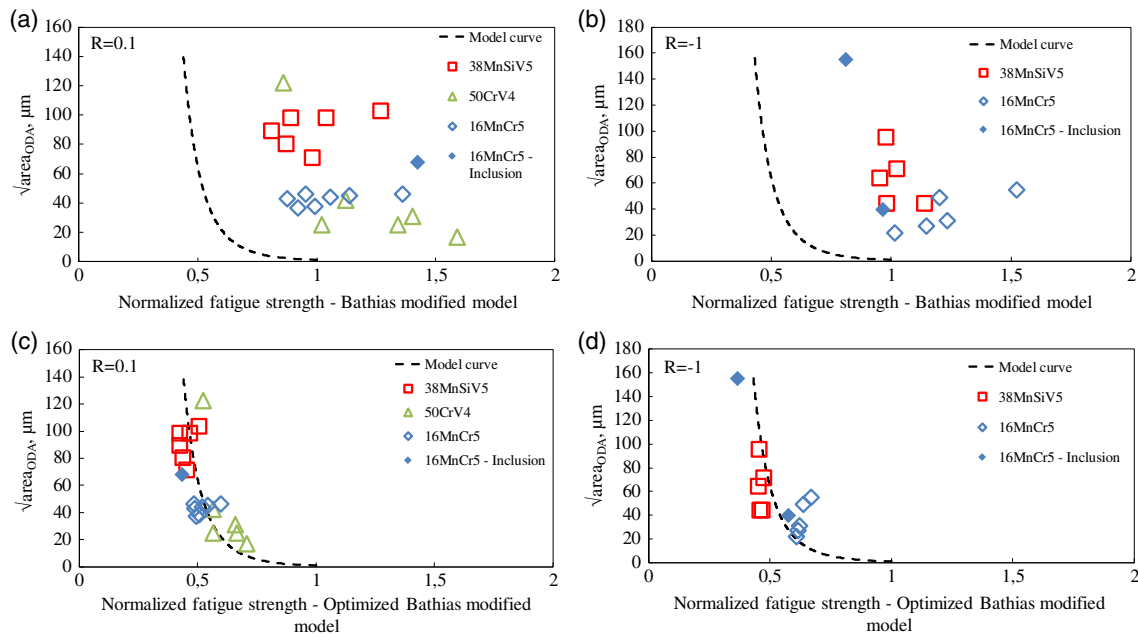 (a)
R=0.1
Model curve
38MnSiV5
50CrV4
16MnCr5
16MnCr5 -
Inclusion
√area_ODA, µm
160
140
120
100
80
60
40
20
0
0
0,5
1
1,5
2
Normalized fatigue strength - Bathias modified model
(b)
R=-1
Model curve
38MnSiV5
16MnCr5
16MnCr5 - Inclusion
√area_ODA, µm
180
160
140
120
100
80
60
40
20
0
0
0,5
1
1,5
2
Normalized fatigue strength - Bathias modified model
(c)
R=0.1
Model curve
38MnSiV5
50CrV4
16MnCr5
16MnCr5 - Inclusion
√area_ODA, µm
160
140
120
100
80
60
40
20
0
0
0,5
1
1,5
2
Normalized fatigue strength - Optimized Bathias modified
model
(d)
R=-1
Model curve
38MnSiV5
16MnCr5
16MnCr5 - Inclusion
√area_ODA, µm
180
160
140
120
100
80
60
40
20
0
0
0,5
1
1,5
2
Normalized fatigue strength - Optimized Bathias modified
model